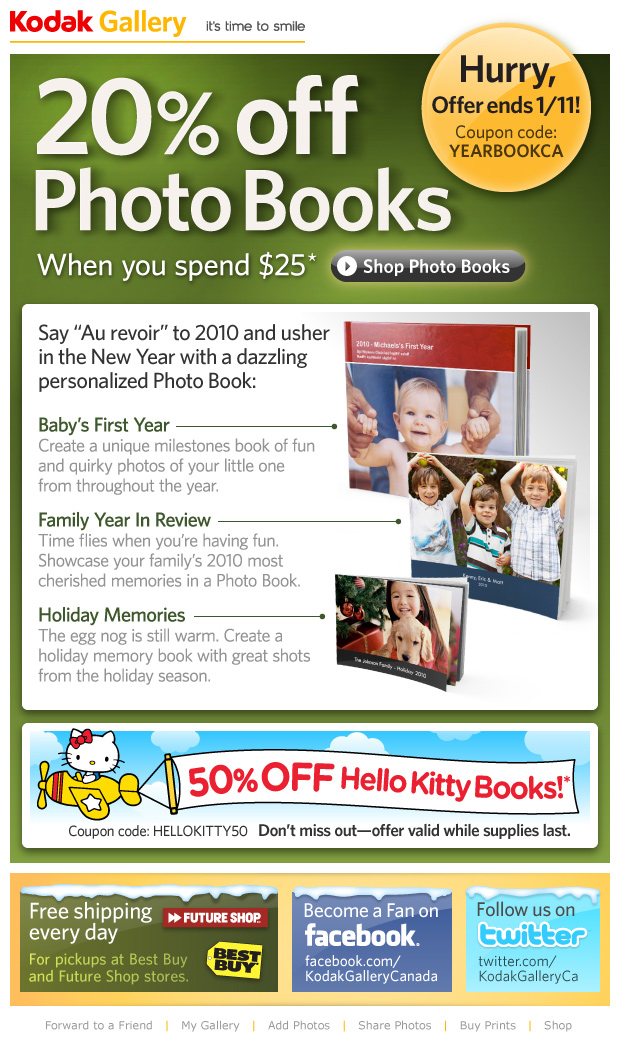 Kodak Gallery it's time to smile
Hurry,
Offer ends 1/11!
Coupon code:
YEARBOOKCA
20% off
Photo Books
When you spend $25*
Shop Photo Books
Say “Au revoir” to 2010 and usher
in the New Year with a dazzling
personalized Photo Book:
Baby's First Year
Create a unique milestones book of fun
and quirky photos of your little one
from throughout the year.
Family Year In Review
Time flies when you're having fun.
Showcase your family's 2010 most
cherished memories in a Photo Book.
Holiday Memories
The egg nog is still warm. Create a
holiday memory book with great shots
from the holiday season.
2010 - Michaels's First Year
2010
The Johnson Family - Holiday 2010
50% OFF Hello Kitty Books!*
Coupon code: HELLOKITTY50 Don't miss out—offer valid while supplies last.
Free shipping
every day
FUTURE SHOP
For pickups at Best Buy
and Future Shop stores.
BEST
BUY
Become a Fan on
facebook.
facebook.com/
KodakGalleryCanada
Follow us on
twitter
twitter.com/
KodakGalleryCa
Forward to a Friend | My Gallery | Add Photos | Share Photos | Buy Prints | Shop